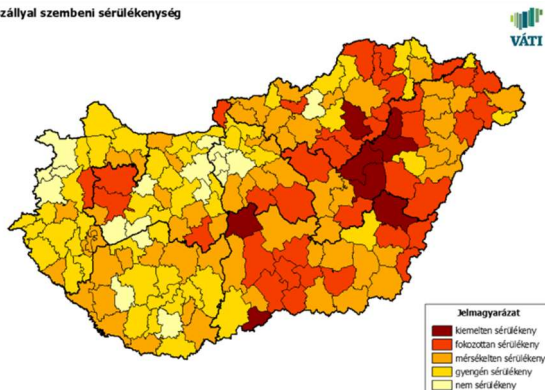 zállyal szembeni sérülékenység
VÁTI
Jelmagyarázat
kiemelten sérülékeny
fokozottan sérülékeny
mérsékelten sérülékeny
gyengén sérülékeny
nem sérülékeny